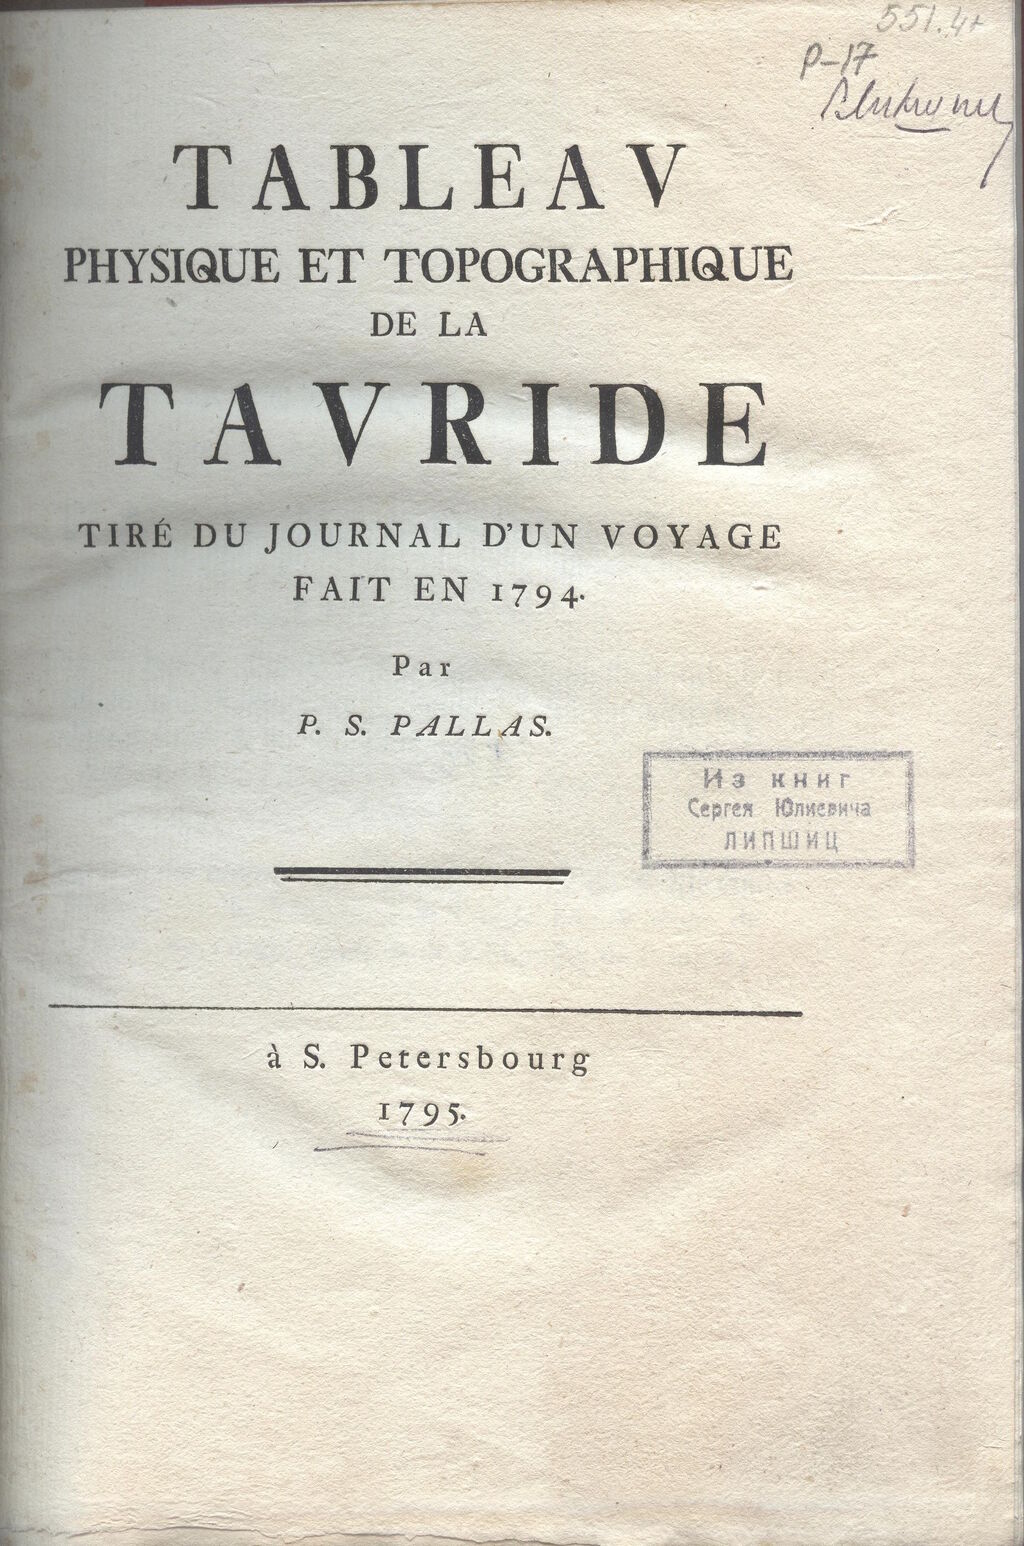 551.4+
P-17
TABLEAV
PHYSIQUE ET TOPOGRAPHIQUE
DE LA
TAVRIDE
TIRÉ DU JOURNAL D'UN VOYAGE
FAIT EN 1794.
Par
P. S. PALLAS.
Из книг
Сергея Юлиевича
ЛИПШИЦ
à S. Petersbourg
1795.